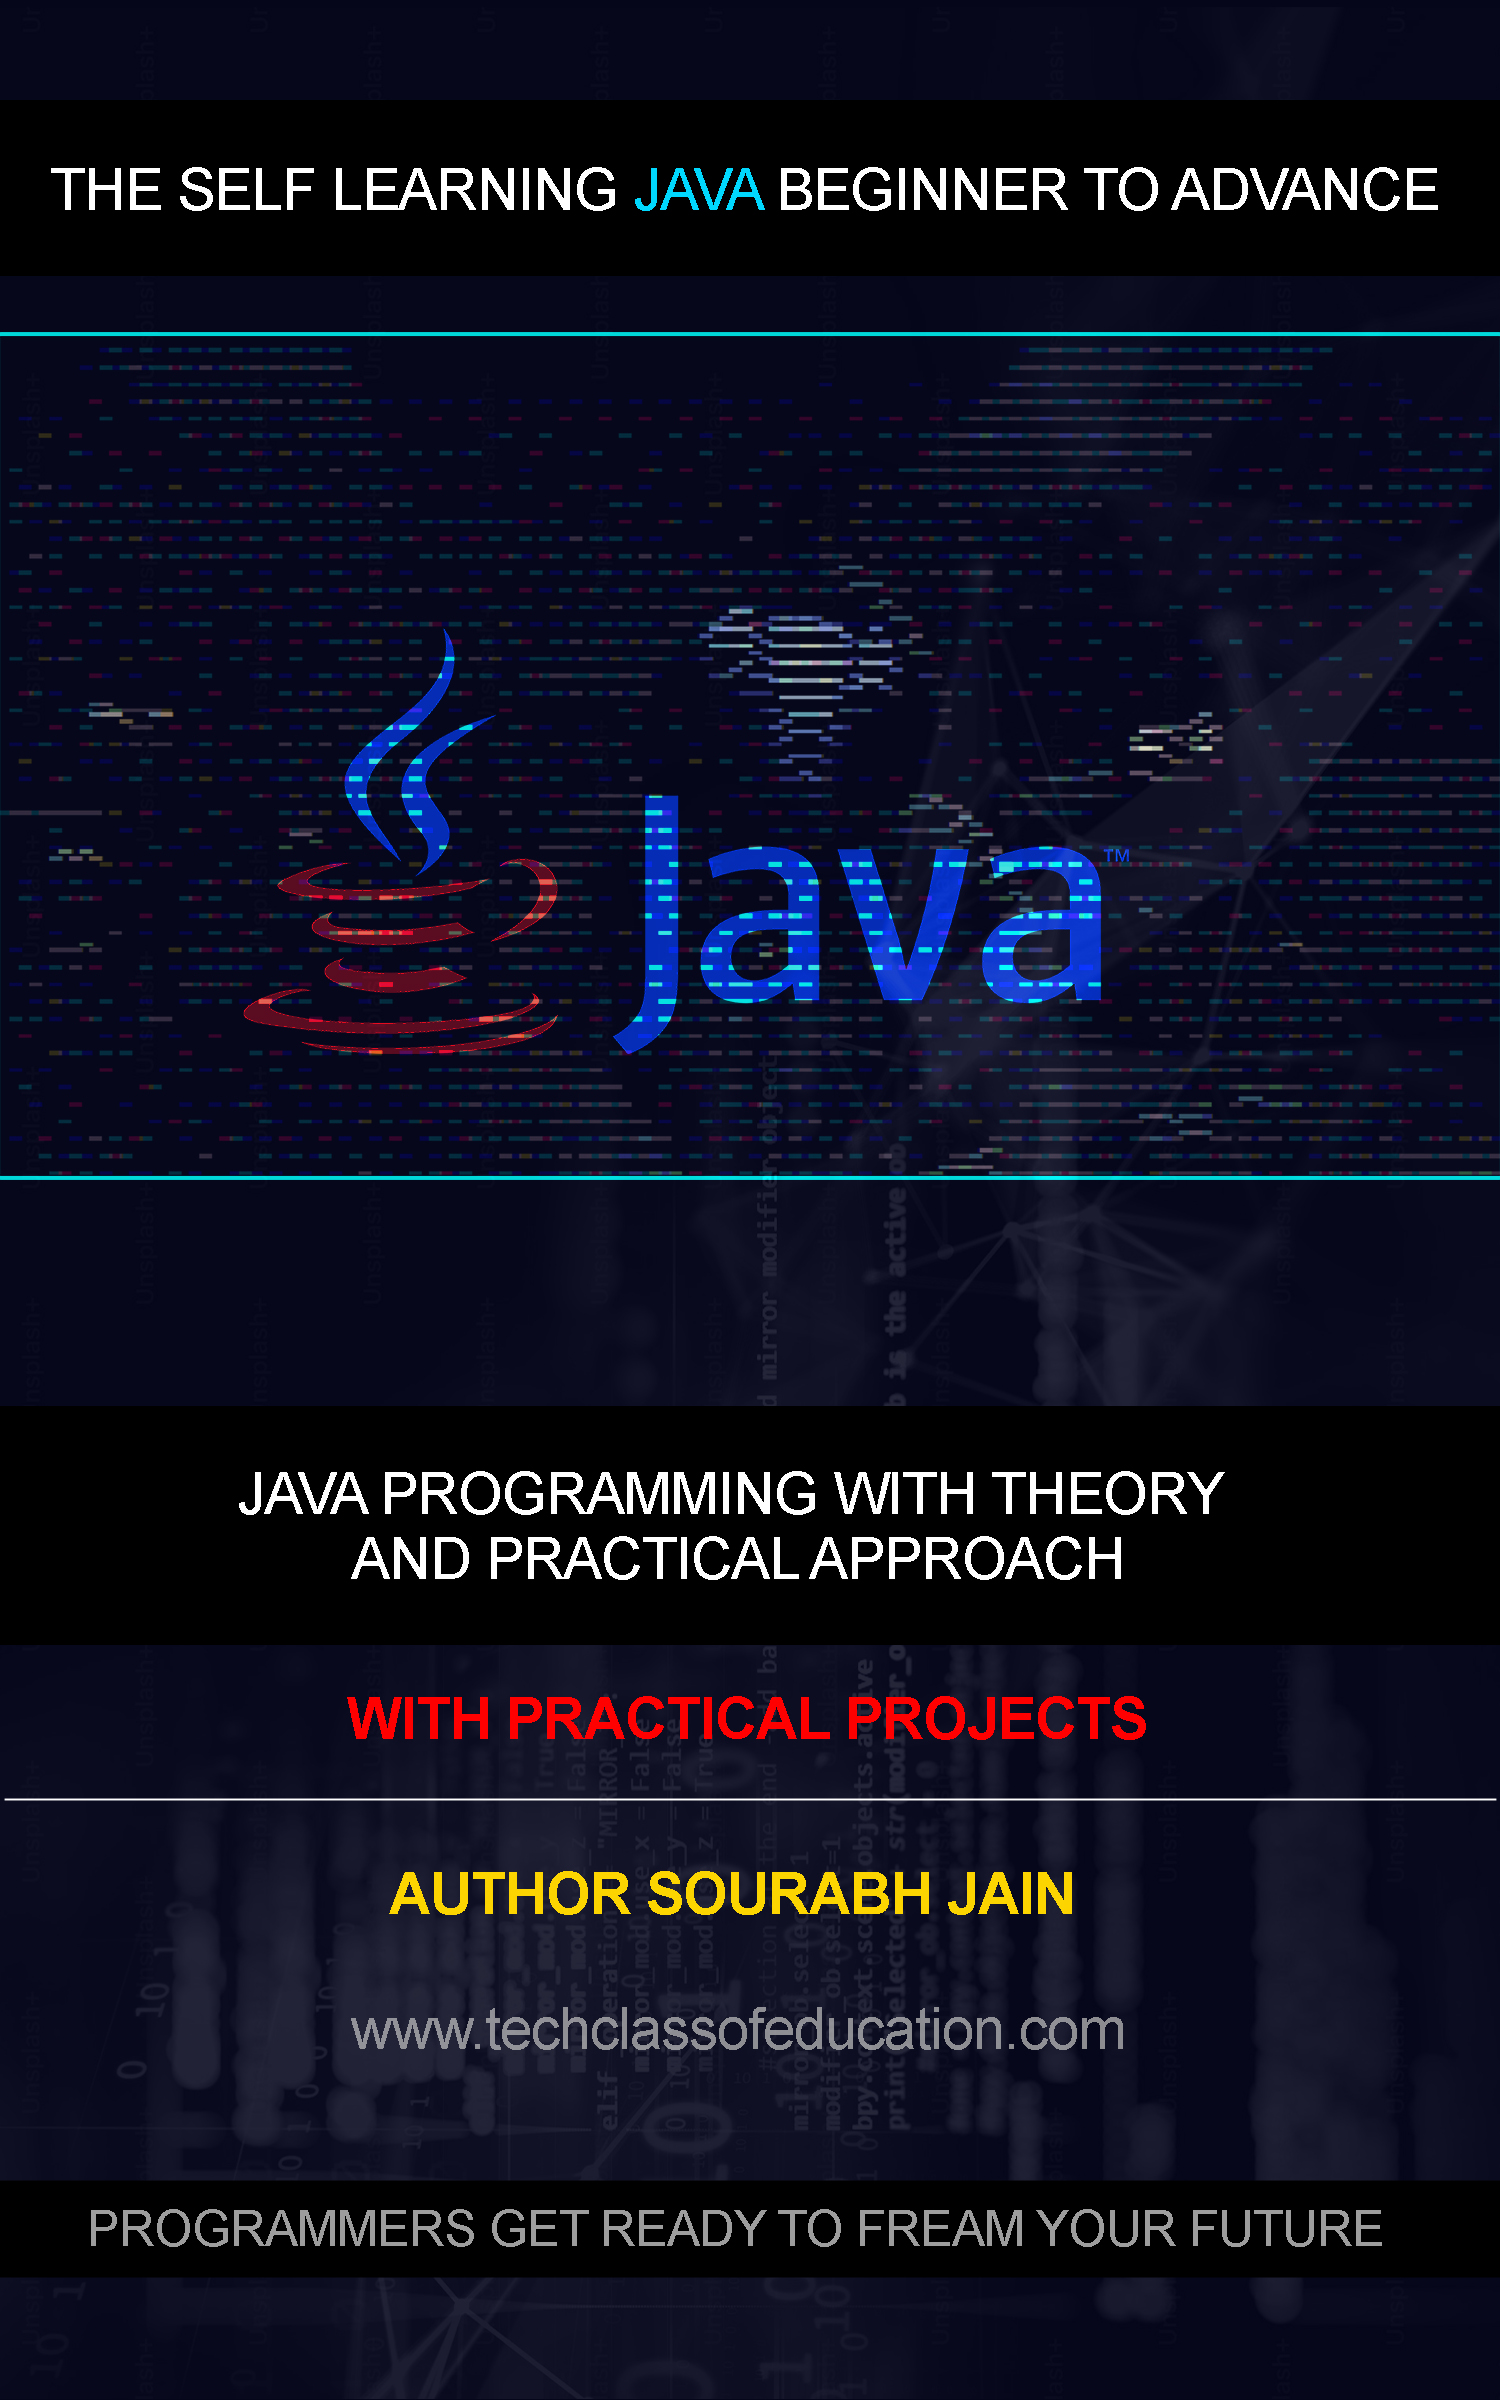 THE SELF LEARNING JAVA BEGINNER TO ADVANCE
Java™
JAVA PROGRAMMING WITH THEORY
AND PRACTICAL APPROACH
WITH PRACTICAL PROJECTS
AUTHOR SOURABH JAIN
www.techclassofeducation.com
PROGRAMMERS GET READY TO FREAM YOUR FUTURE